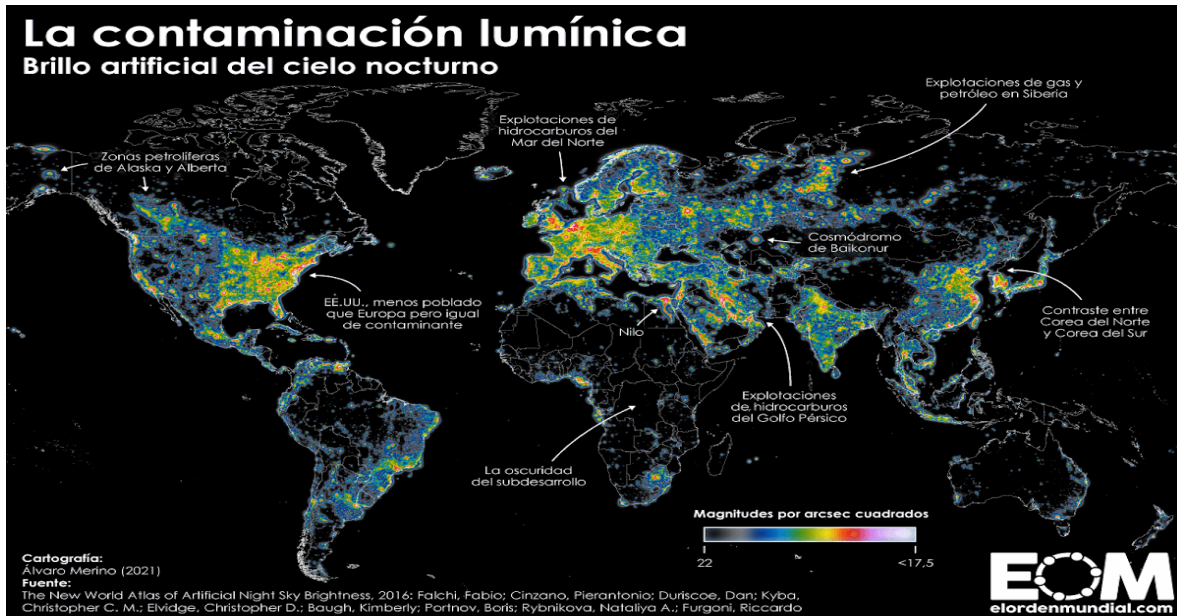 La contaminación lumínica
Brillo artificial del cielo nocturno
Explotaciones de gas y
petróleo en Siberia
Explotaciones de
hidrocarburos del
Mar del Norte
Zonas petrolíferas
de Alaska y Alberta
Cosmódromo
de Baikonur
EE.UU., menos poblado
que Europa pero igual
de contaminante
Nilo
Contraste entre
Corea del Norte
y Corea del Sur
Explotaciones
de hidrocarburos
del Golfo Pérsico
La oscuridad
del subdesarrollo
Magnitudes por arcsec cuadrados
22
<17,5
Cartografía:
Álvaro Merino (2021)
Fuente:
The New World Atlas of Artificial Night Sky Brightness, 2016: Falchi, Fabio; Cinzano, Pierantonio; Duriscoe, Dan; Kyba,
Christopher C. M.; Elvidge, Christopher D.; Baugh, Kimberly; Portnov, Boris; Rybnikova, Nataliya A.; Furgoni, Riccardo
EOM
elordenmundial.com